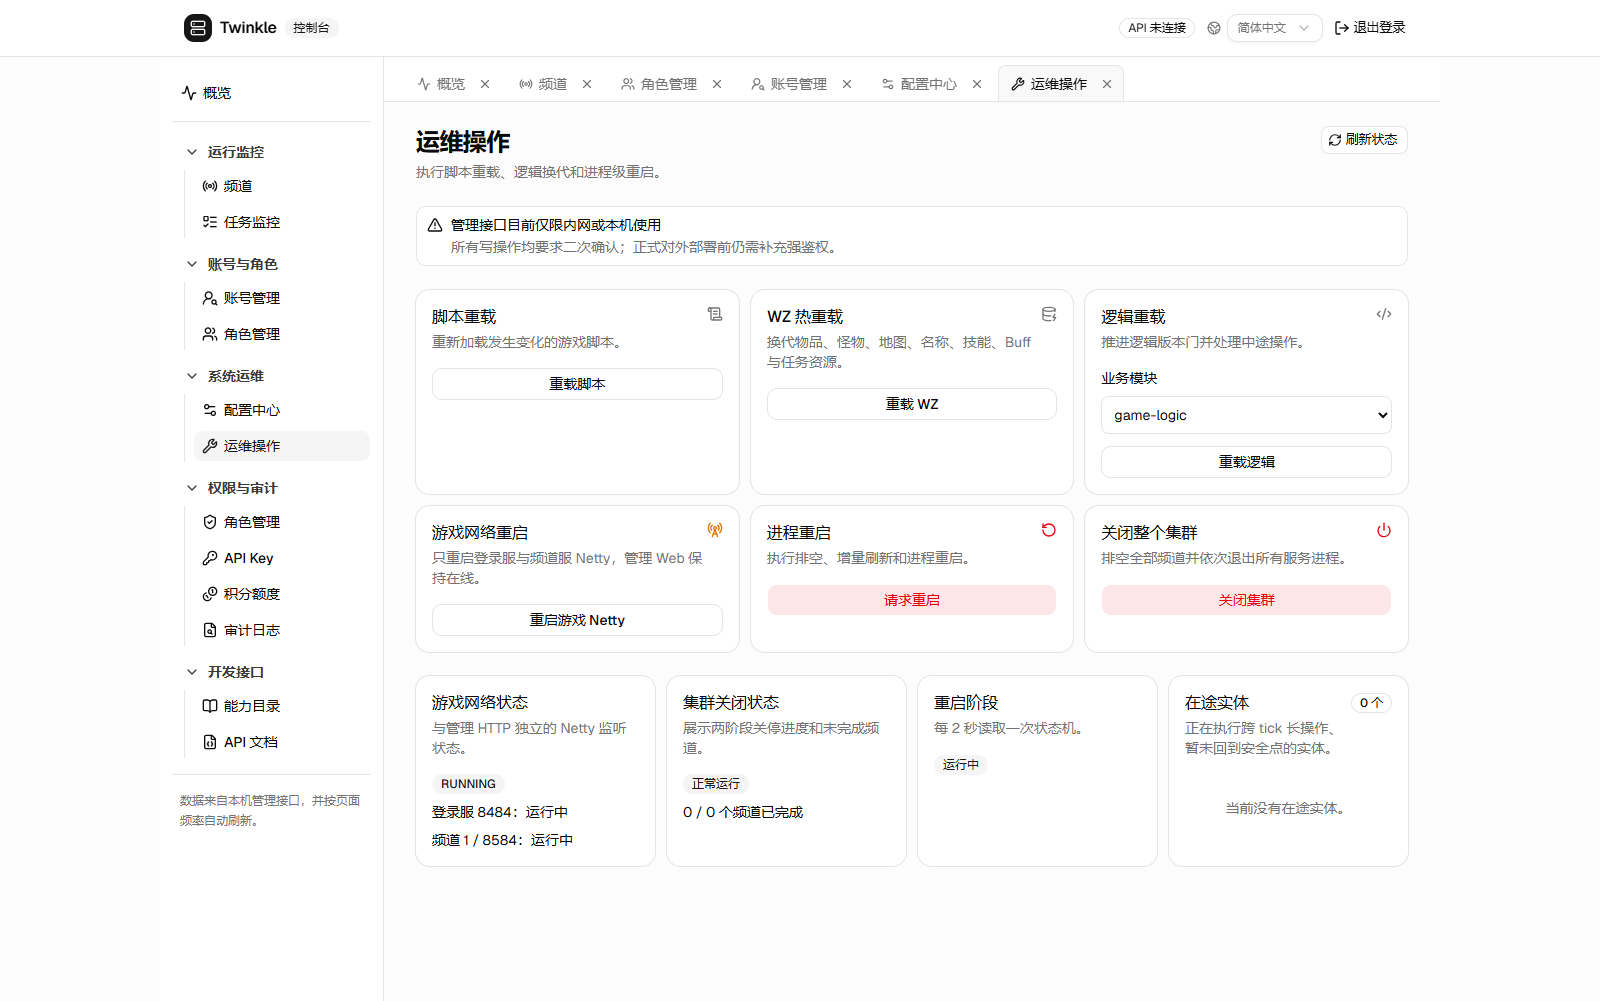 Twinkle 控制台
API 未连接 简体中文 退出登录
概览
运行监控
频道
任务监控
账号与角色
账号管理
角色管理
系统运维
配置中心
运维操作
权限与审计
角色管理
API Key
积分额度
审计日志
开发接口
能力目录
API 文档
数据来自本机管理接口，并按页面
频率自动刷新。
概览 频道 角色管理 账号管理 配置中心 运维操作
运维操作
执行脚本重载、逻辑换代和进程级重启。
刷新状态
管理接口目前仅限内网或本机使用
所有写操作均要求二次确认；正式对外部署前仍需补充强鉴权。
脚本重载
重新加载发生变化的游戏脚本。
重载脚本
WZ 热重载
换代物品、怪物、地图、名称、技能、Buff
与任务资源。
重载 WZ
逻辑重载
推进逻辑版本门并处理中途操作。
业务模块
game-logic
重载逻辑
游戏网络重启
只重启登录服与频道服 Netty，管理 Web 保
持在线。
重启游戏 Netty
进程重启
执行排空、增量刷新和进程重启。
请求重启
关闭整个集群
排空全部频道并依次退出所有服务进程。
关闭集群
游戏网络状态
与管理 HTTP 独立的 Netty 监听
状态。
RUNNING
登录服 8484：运行中
频道 1 / 8584：运行中
集群关闭状态
展示两阶段关停进度和未完成频
道。
正常运行
0 / 0 个频道已完成
重启阶段
每 2 秒读取一次状态机。
运行中
在途实体 0 个
正在执行跨 tick 长操作、
暂未回到安全点的实体。
当前没有在途实体。